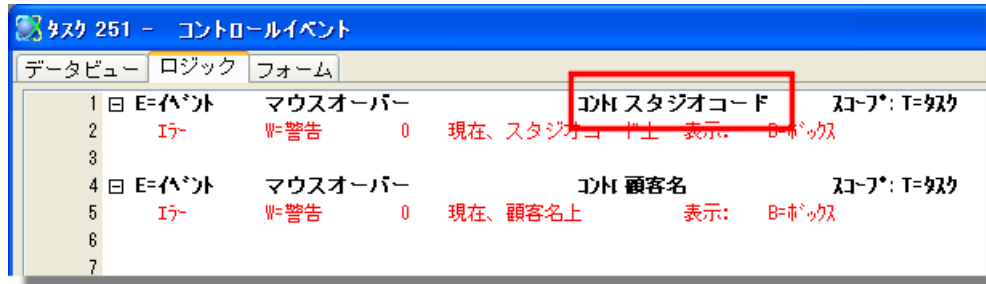 タスク 251 - コントロールイベント
データビュー ロジック フォーム
1 E=イベント マウスオーバー コントロ スタジオコード スコープ: T=タスク
2 エラー W=警告 0 現在、スタジオコード上 表示: B=ボックス
3
4 E=イベント マウスオーバー コントロ 顧客名 スコープ: T=タスク
5 エラー W=警告 0 現在、顧客名上 表示: B=ボックス
6
7